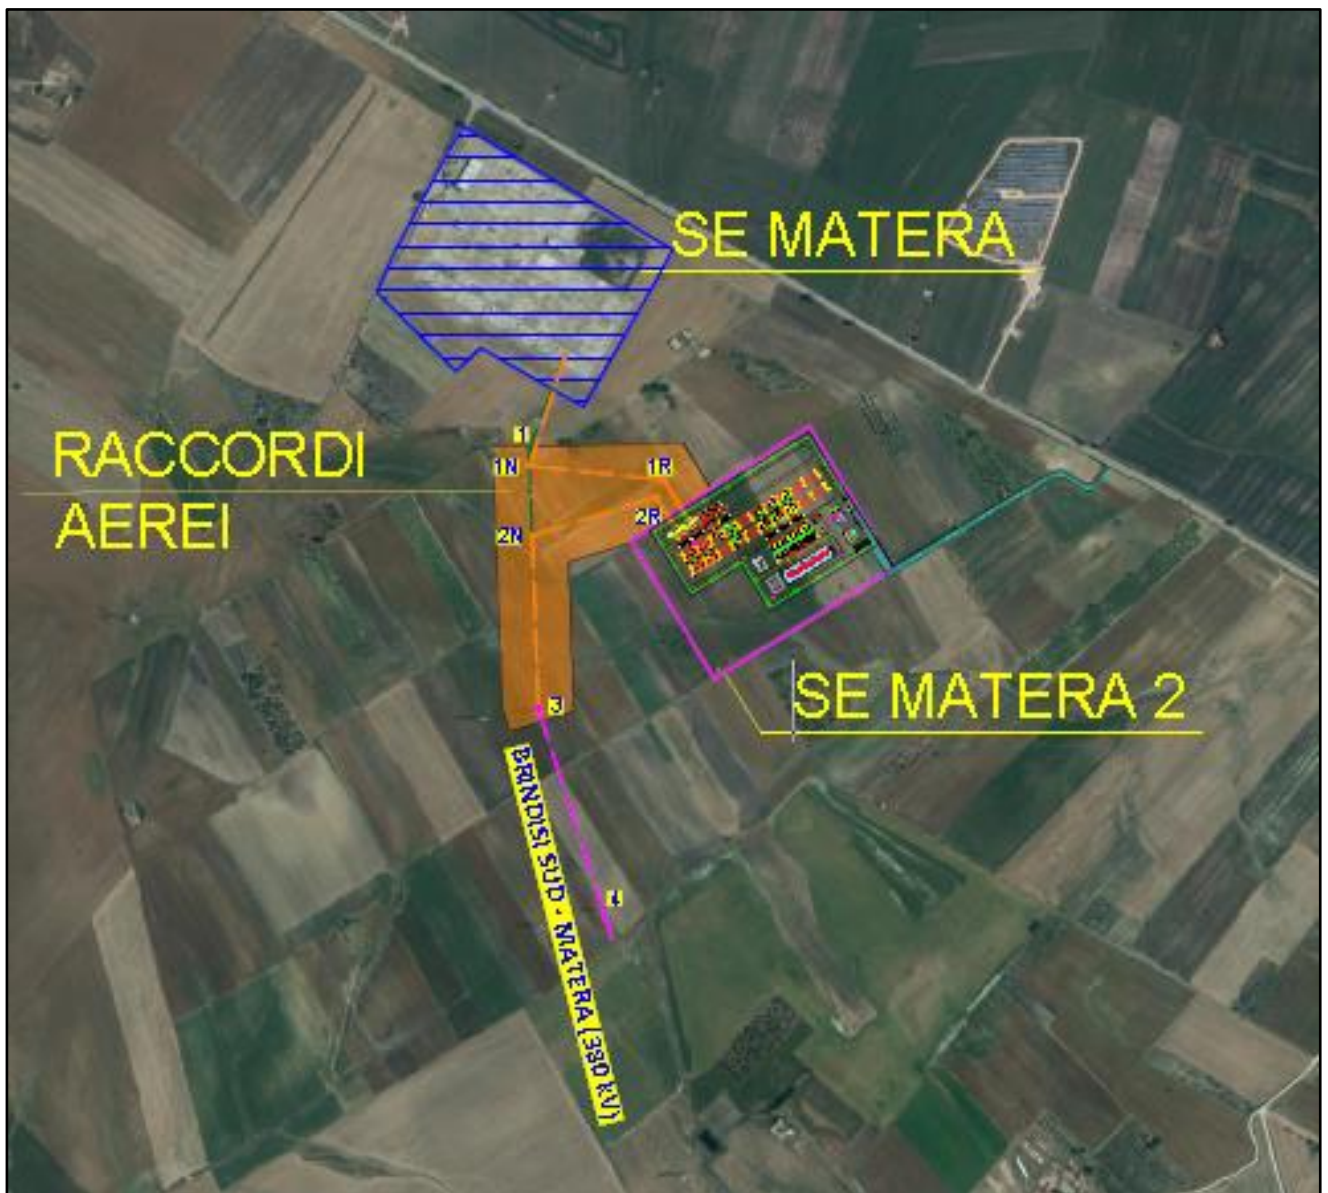 SE MATERA
RACCORDI
AEREI
1
1N
1R
2R
2N
SE MATERA 2
3
BRINDISI SUD - MATERA (380 kV)
4